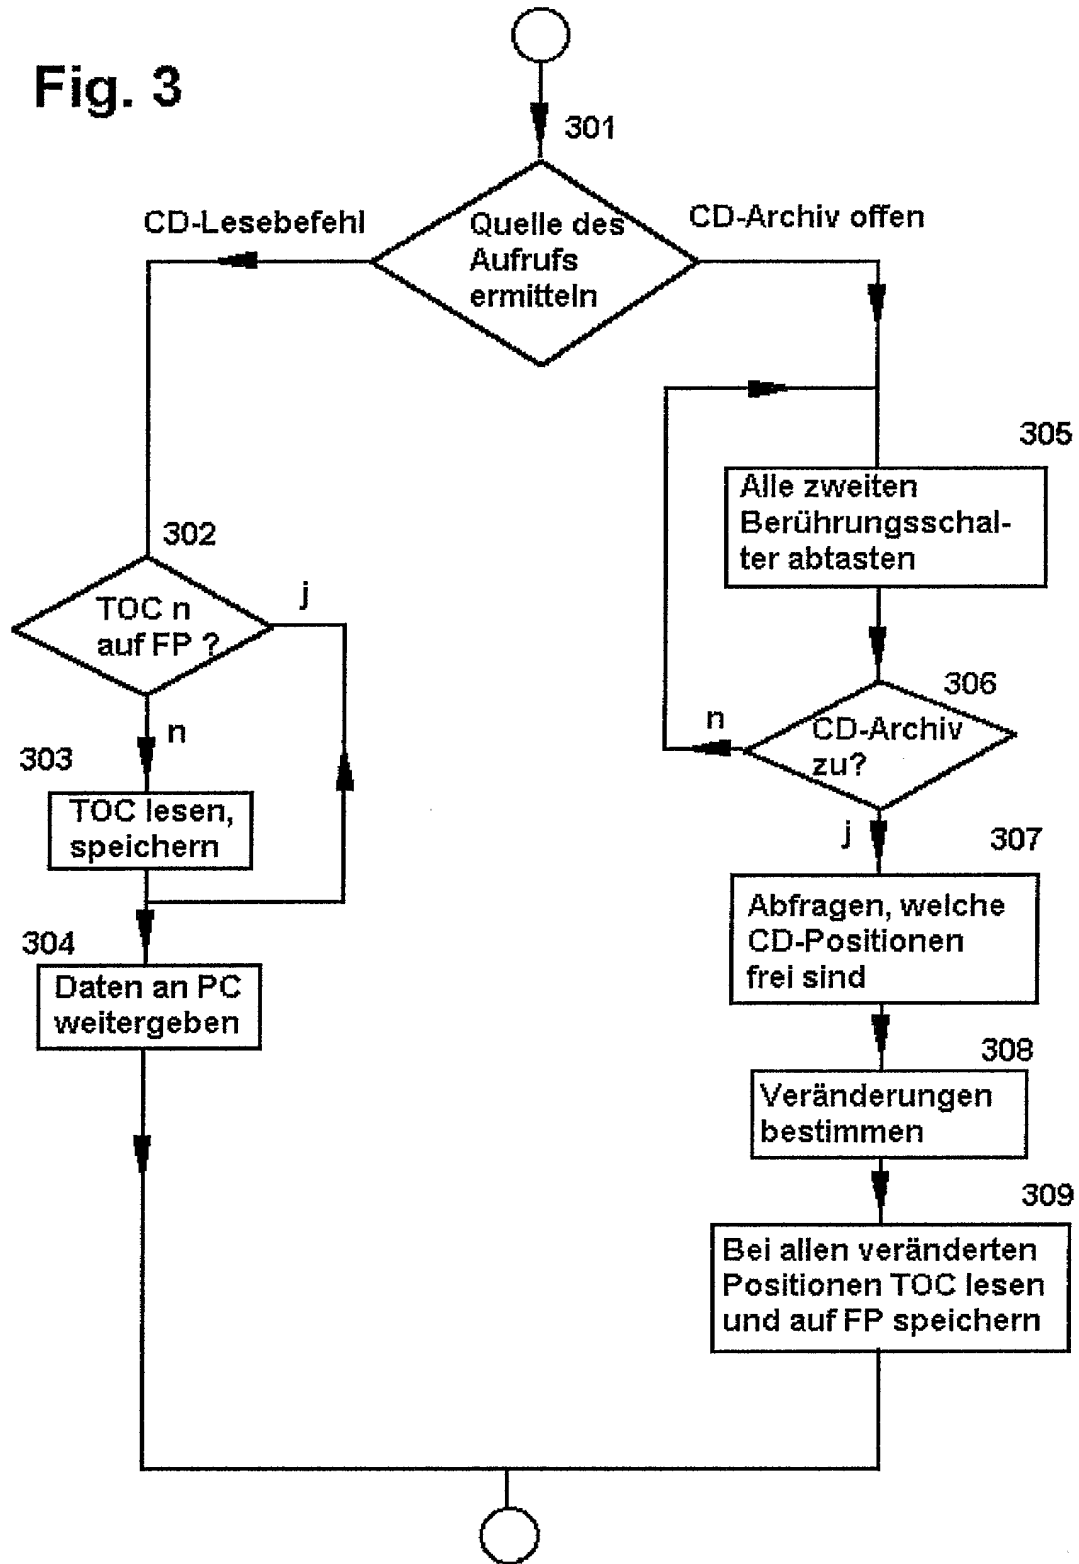 Fig. 3
301
CD-Lesebefehl
Quelle des
Aufrufs
ermitteln
CD-Archiv offen
302
TOC n
auf FP ?
j
n
303
TOC lesen,
speichern
304
Daten an PC
weitergeben
305
Alle zweiten
Berührungsschal-
ter abtasten
306
CD-Archiv
zu?
n
j
307
Abfragen, welche
CD-Positionen
frei sind
308
Veränderungen
bestimmen
309
Bei allen veränderten
Positionen TOC lesen
und auf FP speichern